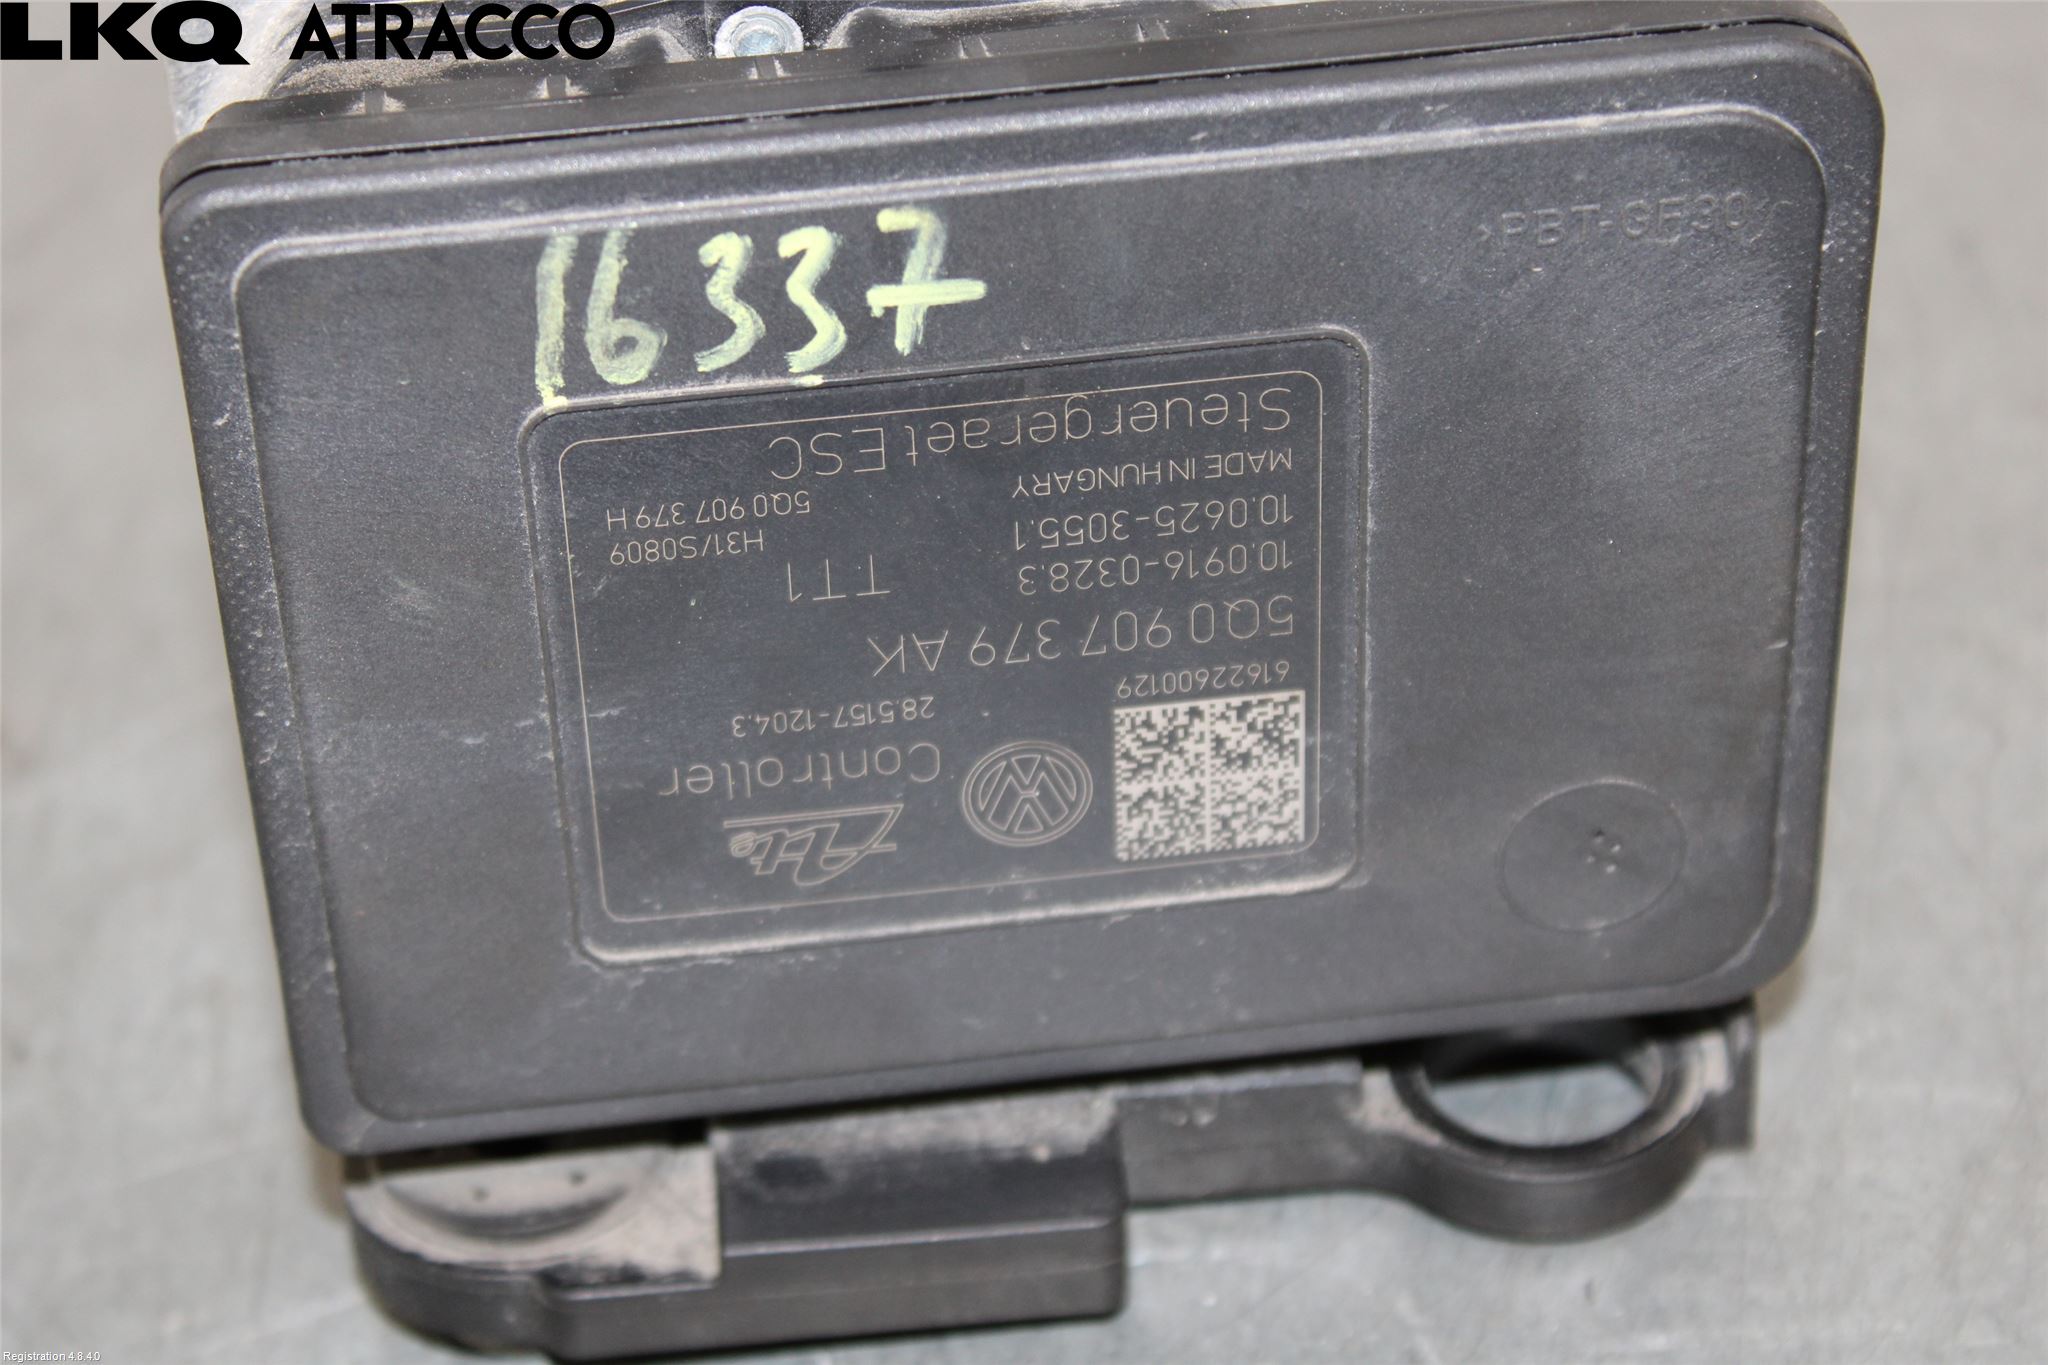 LKQ ATRACCO
>PBT-GF30<
16337
Ate
Controller
28.5157-1204.3
61622600129
5Q0 907 379 AK
10.0916-0328.3
TT1
10.0625-3055.1
H31/S0809
MADE IN HUNGARY
5Q0 907 379 H
Steuergeraet ESC
Registration 4.8.4.0